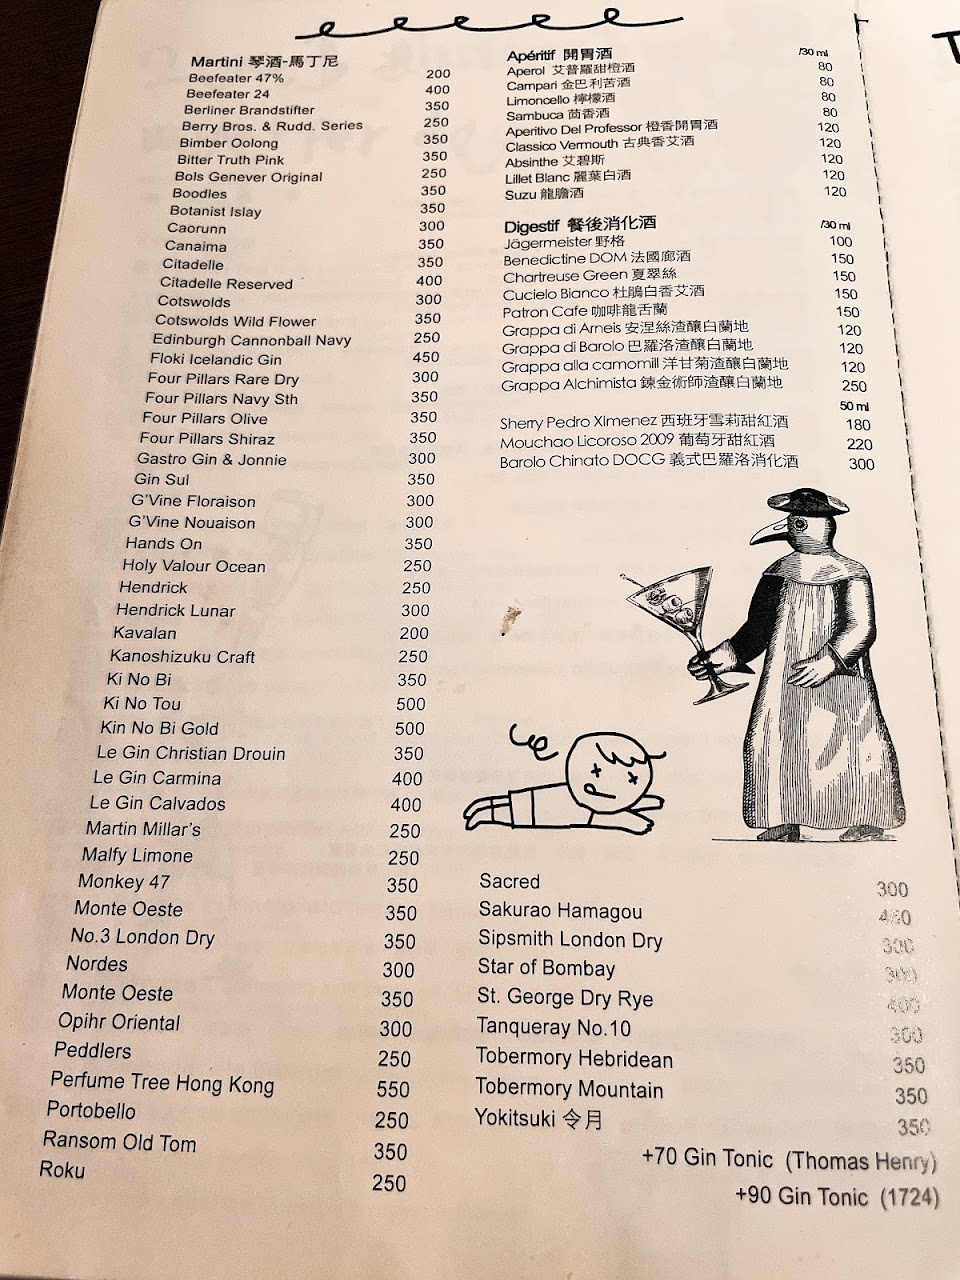 Martini 琴酒-馬丁尼
Beefeater 47% 200
Beefeater 24 400
Berliner Brandstifter 350
Berry Bros. & Rudd. Series 250
Bimber Oolong 350
Bitter Truth Pink 350
Bols Genever Original 250
Boodles 350
Botanist Islay 350
Caorunn 300
Canaima 350
Citadelle 350
Citadelle Reserved 400
Cotswolds 300
Cotswolds Wild Flower 350
Edinburgh Cannonball Navy 250
Floki Icelandic Gin 450
Four Pillars Rare Dry 300
Four Pillars Navy Sth 350
Four Pillars Olive 350
Four Pillars Shiraz 350
Gastro Gin & Jonnie 300
Gin Sul 350
G'Vine Floraison 300
G'Vine Nouaison 300
Hands On 350
Holy Valour Ocean 250
Hendrick 250
Hendrick Lunar 300
Kavalan 200
Kanoshizuku Craft 250
Ki No Bi 350
Ki No Tou 500
Kin No Bi Gold 500
Le Gin Christian Drouin 350
Le Gin Carmina 400
Le Gin Calvados 400
Martin Millar's 250
Malfy Limone 250
Monkey 47 350
Monte Oeste 350
No.3 London Dry 350
Nordes 300
Monte Oeste 350
Opihr Oriental 300
Peddlers 250
Perfume Tree Hong Kong 550
Portobello 250
Ransom Old Tom 350
Roku 250
Apéritif 開胃酒 /30 ml
Aperol 艾普羅甜橙酒 80
Campari 金巴利苦酒 80
Limoncello 檸檬酒 80
Sambuca 茴香酒 80
Aperitivo Del Professor 橙香開胃酒 120
Classico Vermouth 古典香艾酒 120
Absinthe 艾碧斯 120
Lillet Blanc 麗葉白酒 120
Suzu 龍膽酒 120
Digestif 餐後消化酒 /30 ml
Jägermeister 野格 100
Benedictine DOM 法國廊酒 150
Chartreuse Green 夏翠絲 150
Cucielo Bianco 杜鵑白香艾酒 150
Patron Cafe 咖啡龍舌蘭 150
Grappa di Arneis 安涅絲渣釀白蘭地 120
Grappa di Barolo 巴羅洛渣釀白蘭地 120
Grappa alla camomill 洋甘菊渣釀白蘭地 120
Grappa Alchimista 鍊金術師渣釀白蘭地 250
50 ml
Sherry Pedro XImenez 西班牙雪莉甜紅酒 180
Mouchao Licoroso 2009 葡萄牙甜紅酒 220
Barolo Chinato DOCG 義式巴羅洛消化酒 300
Sacred 300
Sakurao Hamagou
Sipsmith London Dry 300
Star of Bombay 300
St. George Dry Rye 400
Tanqueray No.10 300
Tobermory Hebridean 350
Tobermory Mountain 350
Yokitsuki 令月 350
+70 Gin Tonic (Thomas Henry)
+90 Gin Tonic (1724)